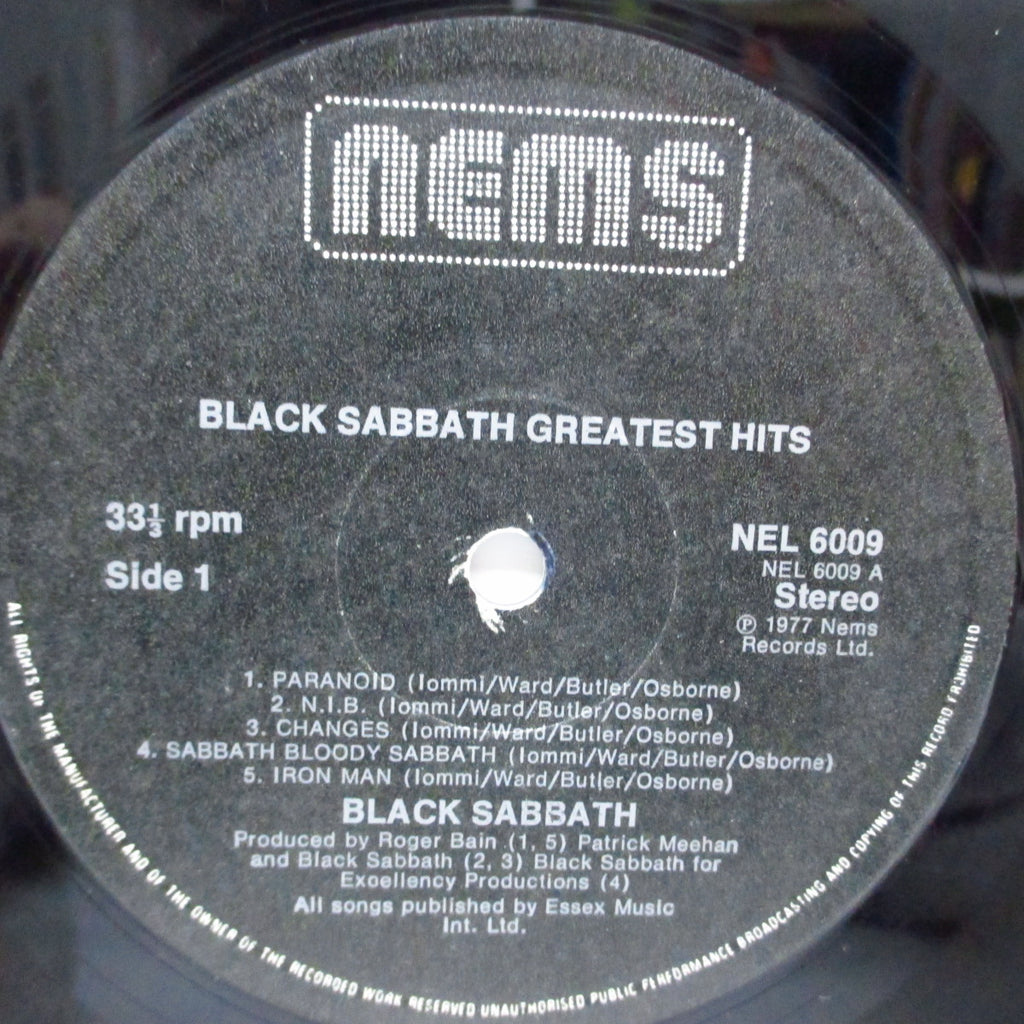 nems
BLACK SABBATH GREATEST HITS
33⅓ rpm
Side 1
NEL 6009
NEL 6009 A
Stereo
℗ 1977 Nems
Records Ltd.
1. PARANOID (Iommi/Ward/Butler/Osborne)
2. N.I.B. (Iommi/Ward/Butler/Osborne)
3. CHANGES (Iommi/Ward/Butler/Osborne)
4. SABBATH BLOODY SABBATH (Iommi/Ward/Butler/Osborne)
5. IRON MAN (Iommi/Ward/Butler/Osborne)
BLACK SABBATH
Produced by Roger Bain (1, 5) Patrick Meehan
and Black Sabbath (2, 3) Black Sabbath for
Excellency Productions (4)
All songs published by Essex Music
Int. Ltd.
ALL RIGHTS OF THE MANUFACTURER AND OF THE OWNER OF THE RECORDED WORK RESERVED UNAUTHORISED PUBLIC PERFORMANCE BROADCASTING AND COPYING OF THIS RECORD PROHIBITED